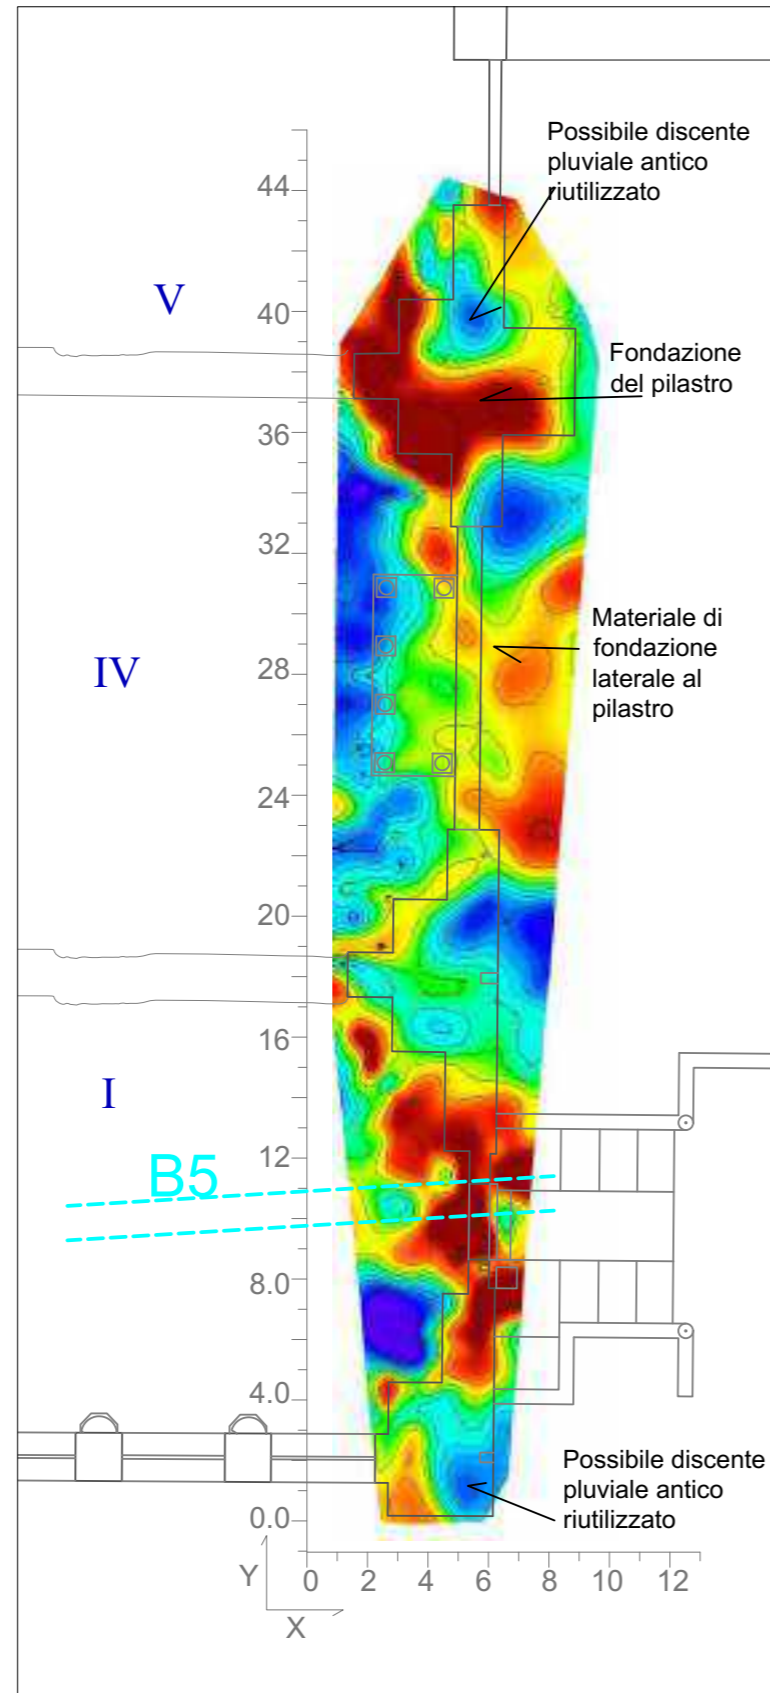 Possibile discente
pluviale antico
riutilizzato
44
V
40
Fondazione
del pilastro
36
32
Materiale di
fondazione
laterale al
pilastro
IV
28
24
20
16
I
12
B5
8.0
4.0
Possibile discente
pluviale antico
riutilizzato
0.0
Y
0 2 4 6 8 10 12
X